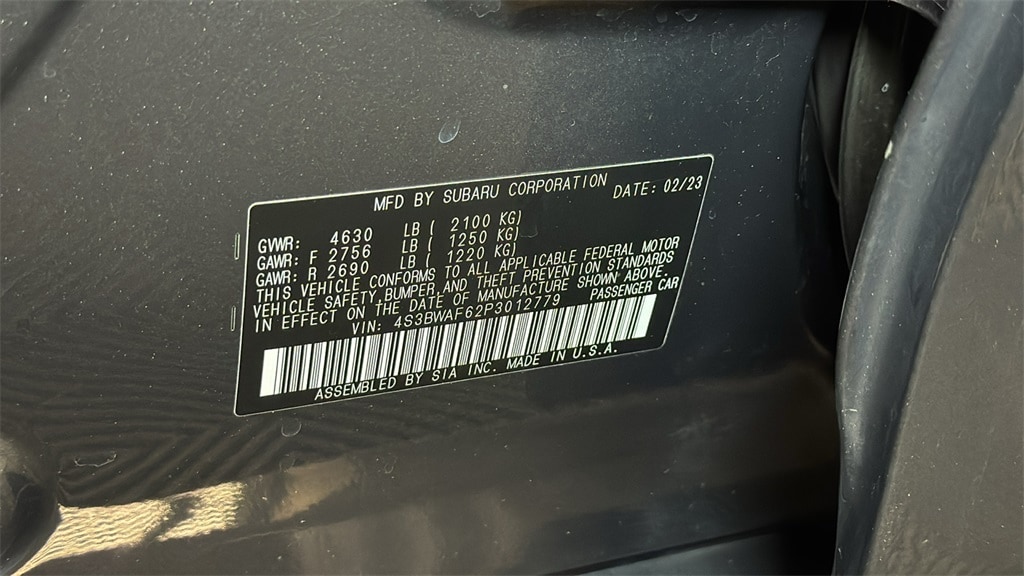 MFD BY SUBARU CORPORATION DATE: 02/23
GVWR: 4630 LB ( 2100 KG)
GAWR: F 2756 LB ( 1250 KG)
GAWR: R 2690 LB ( 1220 KG)
THIS VEHICLE CONFORMS TO ALL APPLICABLE FEDERAL MOTOR
VEHICLE SAFETY, BUMPER, AND THEFT PREVENTION STANDARDS
IN EFFECT ON THE DATE OF MANUFACTURE SHOWN ABOVE.
VIN: 4S3BWAF62P3012779 PASSENGER CAR
ASSEMBLED BY SIA INC. MADE IN U.S.A.